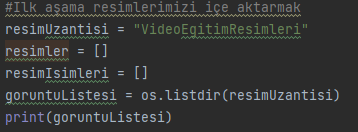 #Ilk aşama resimlerimizi içe aktarmak
resimUzantisi = "VideoEgitimResimleri"
resimler = []
resimIsimleri = []
goruntuListesi = os.listdir(resimUzantisi)
print(goruntuListesi)